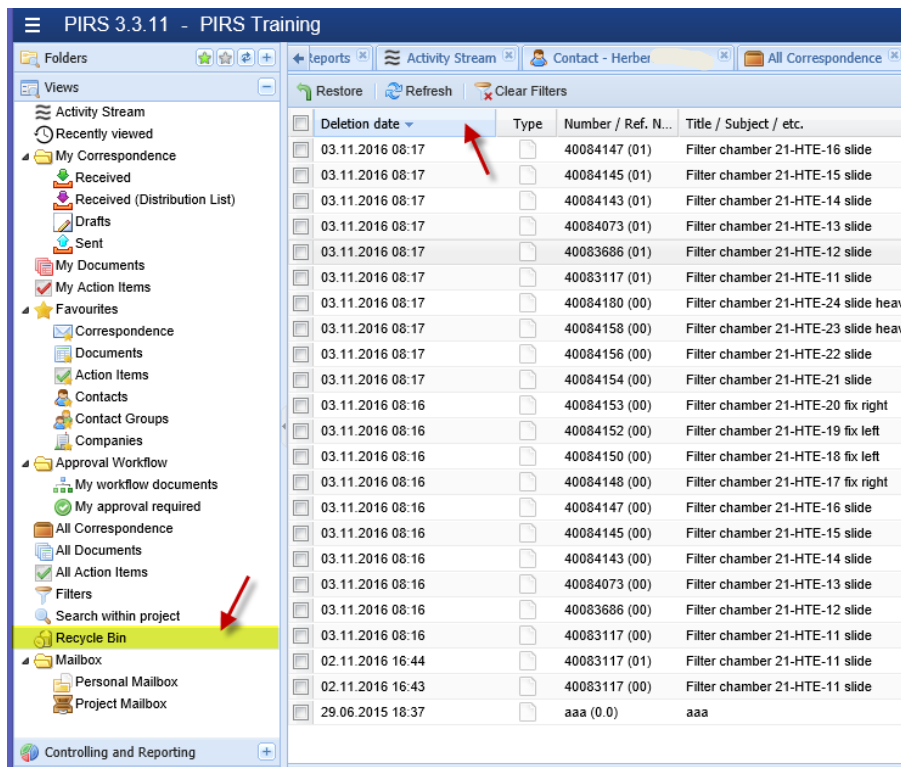 PIRS 3.3.11 - PIRS Training
Folders
Views
Activity Stream
Recently viewed
My Correspondence
Received
Received (Distribution List)
Drafts
Sent
My Documents
My Action Items
Favourites
Correspondence
Documents
Action Items
Contacts
Contact Groups
Companies
Approval Workflow
My workflow documents
My approval required
All Correspondence
All Documents
All Action Items
Filters
Search within project
Recycle Bin
Mailbox
Personal Mailbox
Project Mailbox
Controlling and Reporting
Activity Stream Contact - Herbe All Correspondence
Restore Refresh Clear Filters
Deletion date Type Number / Ref. N... Title / Subject / etc.
03.11.2016 08:17 40084147 (01) Filter chamber 21-HTE-16 slide
03.11.2016 08:17 40084145 (01) Filter chamber 21-HTE-15 slide
03.11.2016 08:17 40084143 (01) Filter chamber 21-HTE-14 slide
03.11.2016 08:17 40084073 (01) Filter chamber 21-HTE-13 slide
03.11.2016 08:17 40083686 (01) Filter chamber 21-HTE-12 slide
03.11.2016 08:17 40083117 (01) Filter chamber 21-HTE-11 slide
03.11.2016 08:17 40084180 (00) Filter chamber 21-HTE-24 slide hea
03.11.2016 08:17 40084158 (00) Filter chamber 21-HTE-23 slide hea
03.11.2016 08:17 40084156 (00) Filter chamber 21-HTE-22 slide
03.11.2016 08:17 40084154 (00) Filter chamber 21-HTE-21 slide
03.11.2016 08:16 40084153 (00) Filter chamber 21-HTE-20 fix right
03.11.2016 08:16 40084152 (00) Filter chamber 21-HTE-19 fix left
03.11.2016 08:16 40084150 (00) Filter chamber 21-HTE-18 fix left
03.11.2016 08:16 40084148 (00) Filter chamber 21-HTE-17 fix right
03.11.2016 08:16 40084147 (00) Filter chamber 21-HTE-16 slide
03.11.2016 08:16 40084145 (00) Filter chamber 21-HTE-15 slide
03.11.2016 08:16 40084143 (00) Filter chamber 21-HTE-14 slide
03.11.2016 08:16 40084073 (00) Filter chamber 21-HTE-13 slide
03.11.2016 08:16 40083686 (00) Filter chamber 21-HTE-12 slide
03.11.2016 08:16 40083117 (00) Filter chamber 21-HTE-11 slide
02.11.2016 16:44 40083117 (01) Filter chamber 21-HTE-11 slide
02.11.2016 16:43 40083117 (00) Filter chamber 21-HTE-11 slide
29.06.2015 18:37 aaa (0.0) aaa